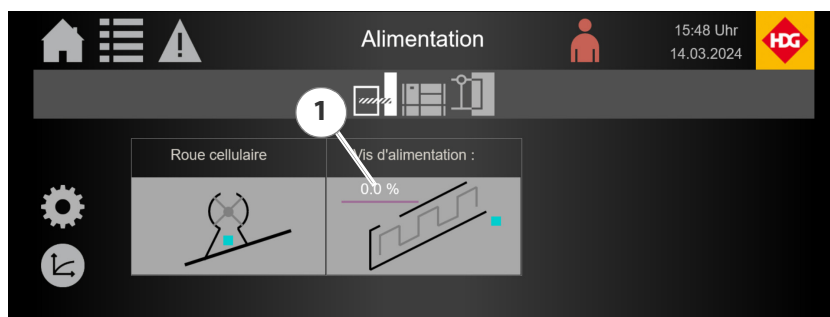 Alimentation
15:48 Uhr
14.03.2024
HDG
1
Roue cellulaire
Vis d'alimentation :
0.0 %